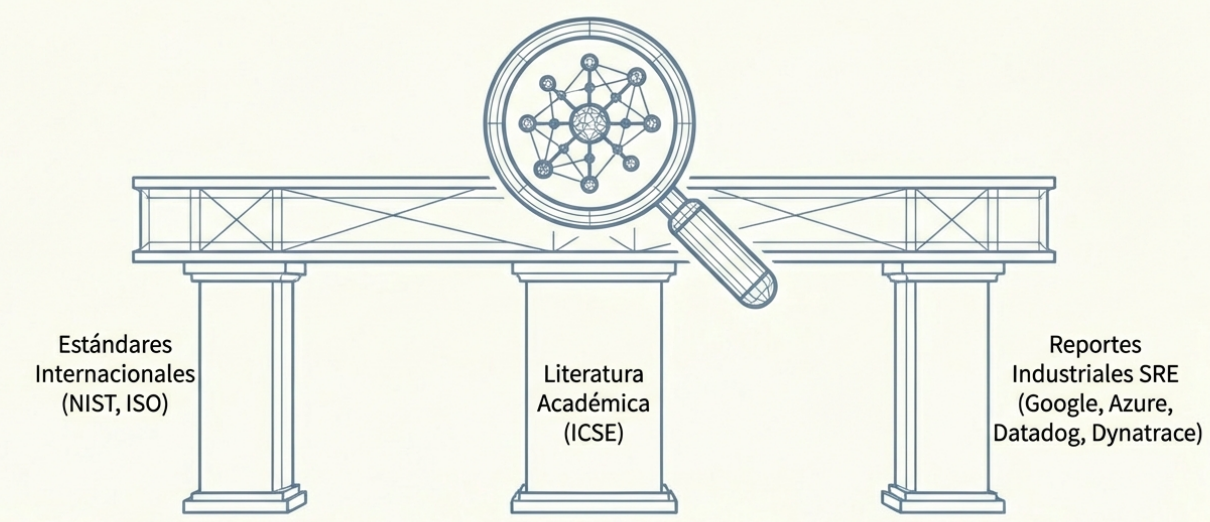 Estándares
Internacionales
(NIST, ISO)
Literatura
Académica
(ICSE)
Reportes
Industriales SRE
(Google, Azure,
Datadog, Dynatrace)